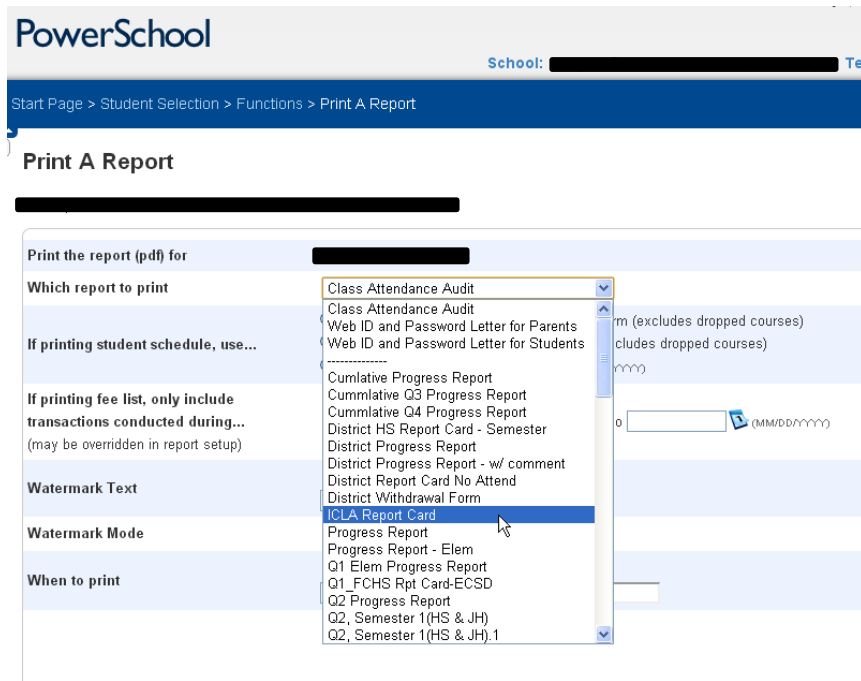 PowerSchool
School:
Te
Start Page > Student Selection > Functions > Print A Report
Print A Report
Print the report (pdf) for
Which report to print
Class Attendance Audit
Class Attendance Audit
Web ID and Password Letter for Parents
Web ID and Password Letter for Students
--------------
Cumlative Progress Report
Cummlative Q3 Progress Report
Cummlative Q4 Progress Report
District HS Report Card - Semester
District Progress Report
District Progress Report - w/ comment
District Report Card No Attend
District Withdrawal Form
ICLA Report Card
Progress Report
Progress Report - Elem
Q1 Elem Progress Report
Q1_FCHS Rpt Card-ECSD
Q2 Progress Report
Q2, Semester 1(HS & JH)
Q2, Semester 1(HS & JH).1
If printing student schedule, use...
rm (excludes dropped courses)
cludes dropped courses)
YYYY)
If printing fee list, only include
transactions conducted during...
(may be overridden in report setup)
o
(MM/DD/YYYY)
Watermark Text
Watermark Mode
When to print